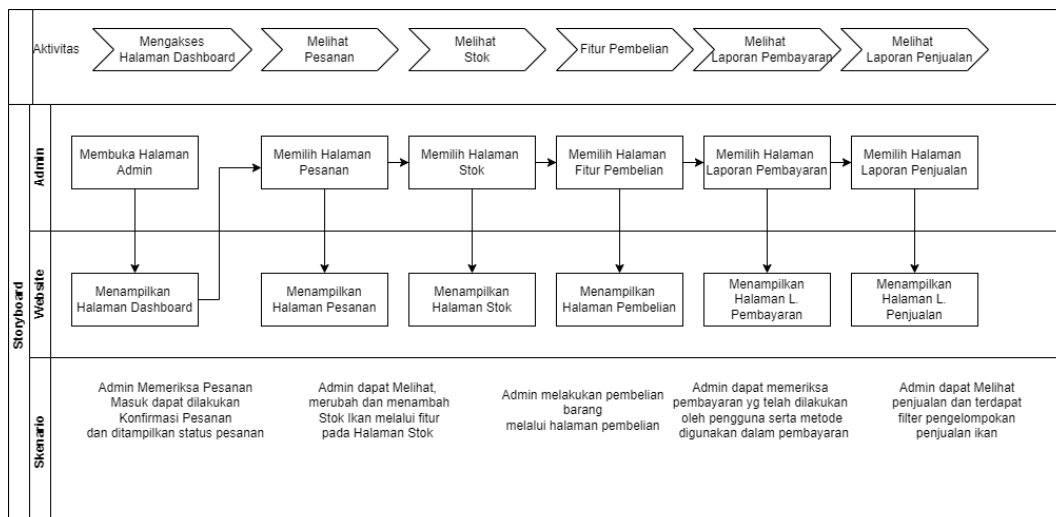 Aktivitas
Mengakses
Halaman Dashboard
Melihat
Pesanan
Melihat
Stok
Fitur Pembelian
Melihat
Laporan Pembayaran
Melihat
Laporan Penjualan
Storyboard
Admin
Membuka Halaman
Admin
Memilih Halaman
Pesanan
Memilih Halaman
Stok
Memilih Halaman
Fitur Pembelian
Memilih Halaman
Laporan Pembayaran
Memilih Halaman
Laporan Penjualan
Website
Menampilkan
Halaman Dashboard
Menampilkan
Halaman Pesanan
Menampilkan
Halaman Stok
Menampilkan
Halaman Pembelian
Menampilkan
Halaman L.
Pembayaran
Menampilkan
Halaman L.
Penjualan
Skenario
Admin Memeriksa Pesanan
Masuk dapat dilakukan
Konfirmasi Pesanan
dan ditampilkan status pesanan
Admin dapat Melihat,
merubah dan menambah
Stok Ikan melalui fitur
pada Halaman Stok
Admin melakukan pembelian
barang
melalui halaman pembelian
Admin dapat memeriksa
pembayaran yg telah dilakukan
oleh pengguna serta metode
digunakan dalam pembayaran
Admin dapat Melihat
penjualan dan terdapat
filter pengelompokan
penjualan ikan